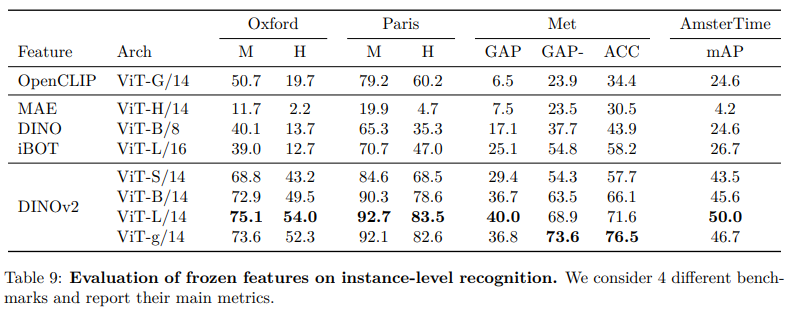 Oxford Paris Met AmsterTime
Feature Arch M H M H GAP GAP- ACC mAP
OpenCLIP ViT-G/14 50.7 19.7 79.2 60.2 6.5 23.9 34.4 24.6
MAE ViT-H/14 11.7 2.2 19.9 4.7 7.5 23.5 30.5 4.2
DINO ViT-B/8 40.1 13.7 65.3 35.3 17.1 37.7 43.9 24.6
iBOT ViT-L/16 39.0 12.7 70.7 47.0 25.1 54.8 58.2 26.7
DINOv2 ViT-S/14 68.8 43.2 84.6 68.5 29.4 54.3 57.7 43.5
ViT-B/14 72.9 49.5 90.3 78.6 36.7 63.5 66.1 45.6
ViT-L/14 75.1 54.0 92.7 83.5 40.0 68.9 71.6 50.0
ViT-g/14 73.6 52.3 92.1 82.6 36.8 73.6 76.5 46.7
Table 9: Evaluation of frozen features on instance-level recognition. We consider 4 different bench-
marks and report their main metrics.